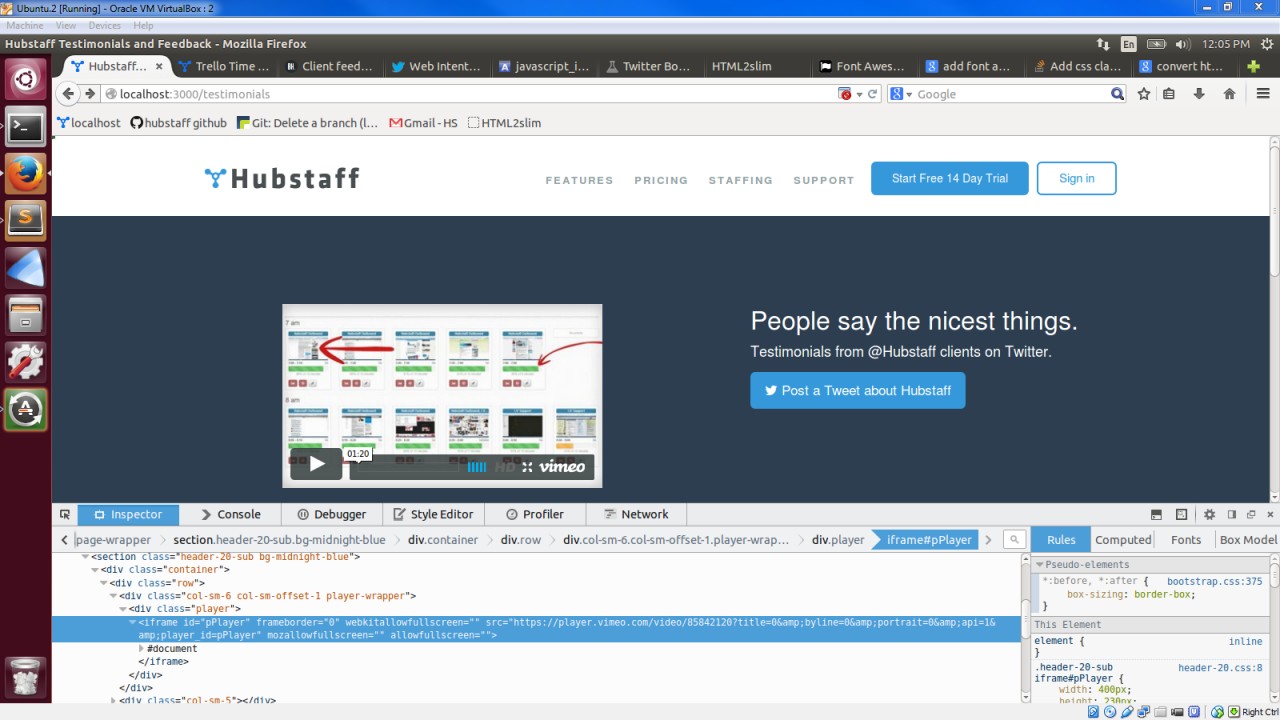 Ubuntu.2 [Running] - Oracle VM VirtualBox : 2
Machine View Devices Help
Hubstaff Testimonials and Feedback - Mozilla Firefox
En
12:05 PM
Hubstaff...
Trello Time ...
Client feed...
Web Intent...
javascript_i...
Twitter Bo...
HTML2slim
Font Awes...
add font a...
Add css cla...
convert ht...
localhost:3000/testimonials
Google
localhost
hubstaff github
Git: Delete a branch (l...
Gmail - HS
HTML2slim
Hubstaff
FEATURES PRICING STAFFING SUPPORT
Start Free 14 Day Trial
Sign in
7 am
8 am
01:20
HD
vimeo
People say the nicest things.
Testimonials from @Hubstaff clients on Twitter.
Post a Tweet about Hubstaff
Inspector Console Debugger Style Editor Profiler Network
page-wrapper
section.header-20-sub.bg-midnight-blue
div.container
div.row
div.col-sm-6.col-sm-offset-1.player-wrap...
div.player
iframe#pPlayer
Rules Computed Fonts Box Model
<section class="header-20-sub bg-midnight-blue">
<div class="container">
<div class="row">
<div class="col-sm-6 col-sm-offset-1 player-wrapper">
<div class="player">
<iframe id="pPlayer" frameborder="0" webkitallowfullscreen="" src="https://player.vimeo.com/video/85842120?title=0&amp;byline=0&amp;portrait=0&amp;api=1&
amp;player_id=pPlayer" mozallowfullscreen="" allowfullscreen="">
#document
</iframe>
</div>
</div>
<div class="col-sm-5"></div>
Pseudo-elements
*:before, *:after { bootstrap.css:375
box-sizing: border-box;
}
This Element
element { inline
}
.header-20-sub header-20.css:8
iframe#pPlayer {
width: 400px;
height: 230px;
Right Ctrl